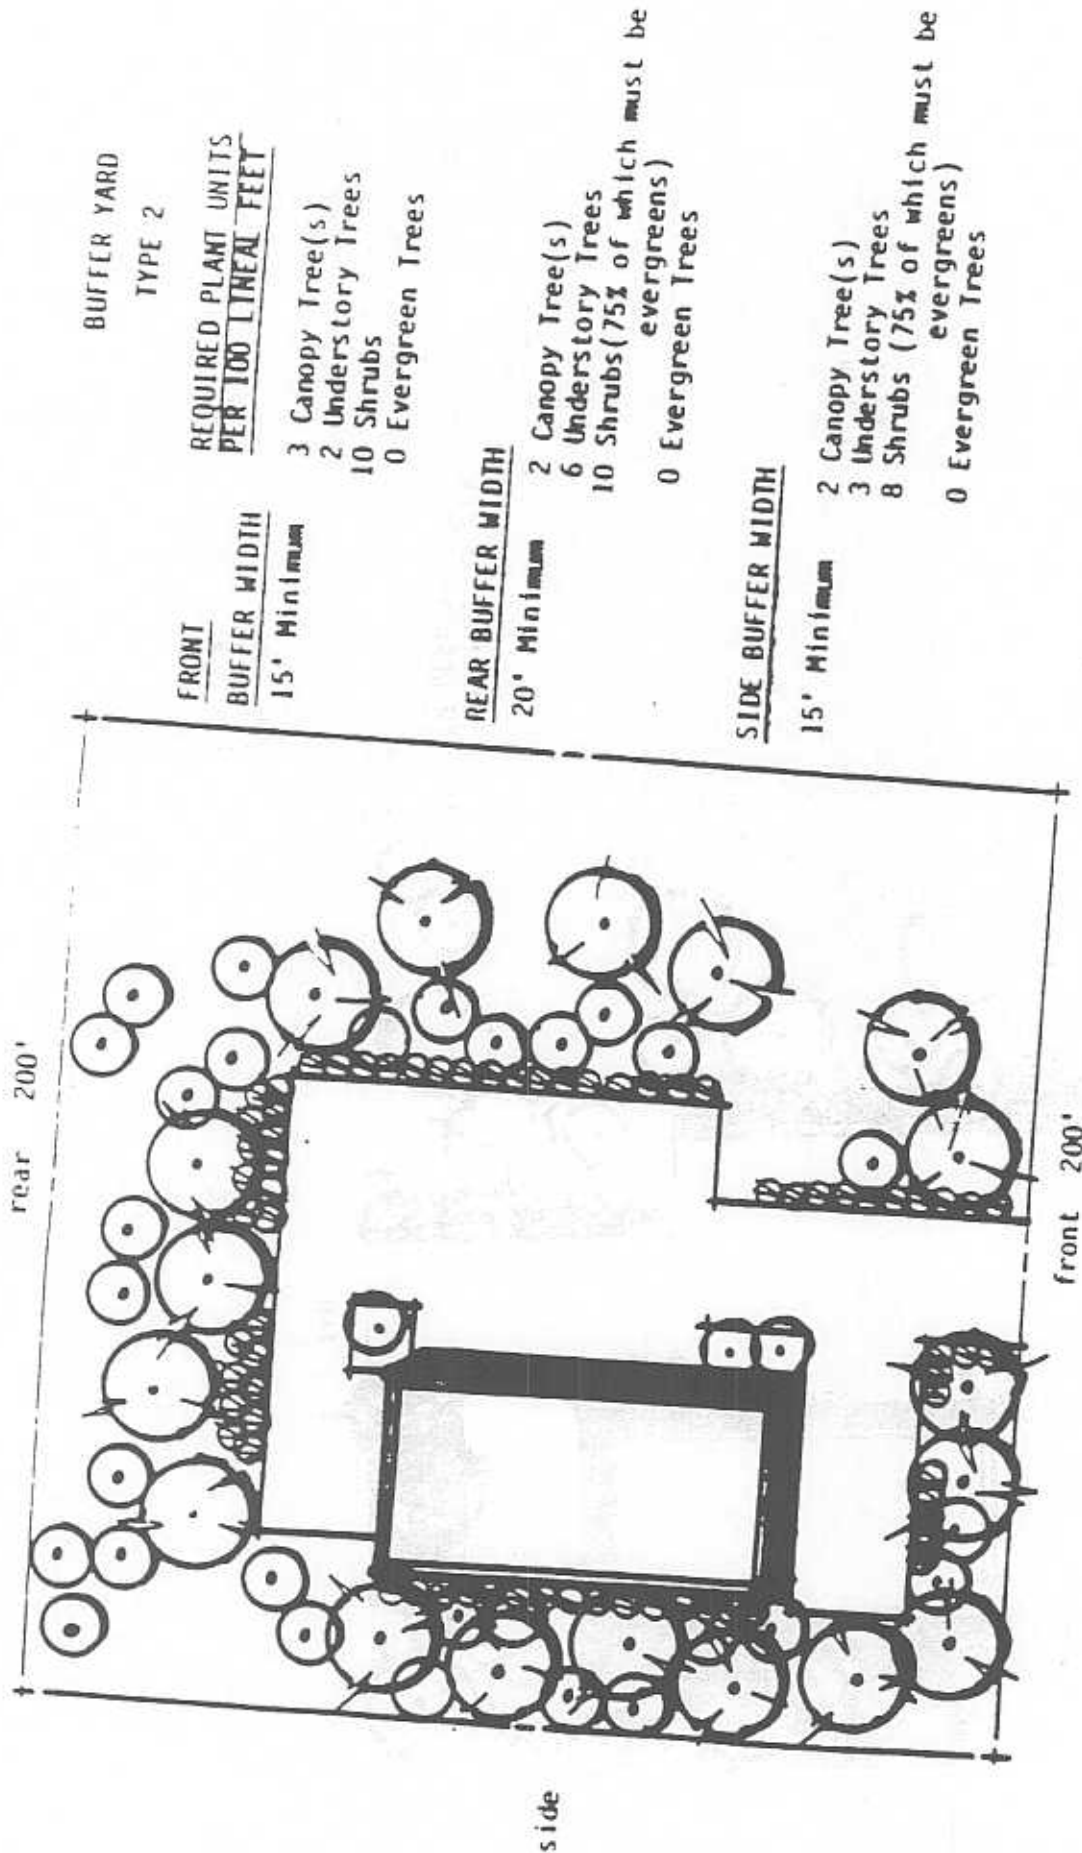 BUFFER YARD
TYPE 2
REQUIRED PLANT UNITS
PER 100 LINEAL FEET
FRONT
BUFFER WIDTH
15' Minimum
3 Canopy Tree(s)
2 Understory Trees
10 Shrubs
0 Evergreen Trees
REAR BUFFER WIDTH
20' Minimum
2 Canopy Tree(s)
6 Understory Trees
10 Shrubs(75% of which must be
evergreens)
0 Evergreen Trees
SIDE BUFFER WIDTH
15' Minimum
2 Canopy Tree(s)
3 Understory Trees
8 Shrubs (75% of which must be
evergreens)
0 Evergreen Trees
rear 200'
side
front 200'